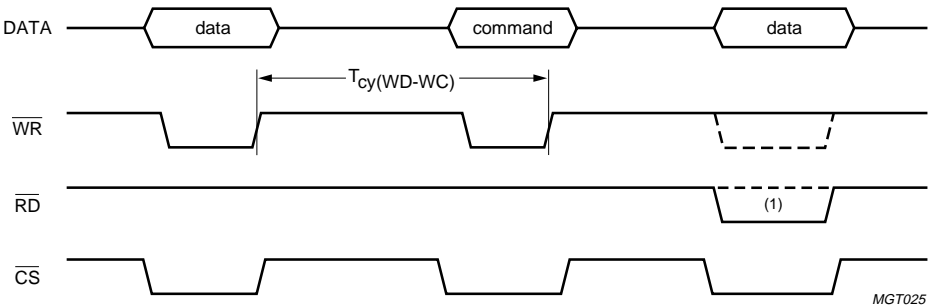 DATA data command data
Tcy(WD-WC)
WR
RD (1)
CS
MGT025